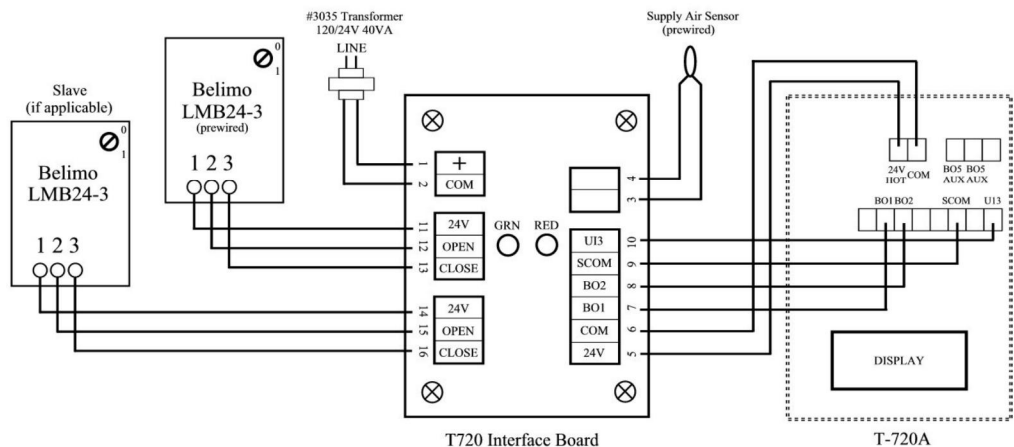 #3035 Transformer
120/24V 40VA
LINE
Supply Air Sensor
(prewired)
Slave
(if applicable)
0
1
Belimo
LMB24-3
(prewired)
1 2 3
0
1
Belimo
LMB24-3
1 2 3
1
2
+
COM
11
12
13
24V
OPEN
CLOSE
14
15
16
24V
OPEN
CLOSE
GRN
RED
4
3
UI3
SCOM
BO2
BO1
COM
24V
10
9
8
7
6
5
24V
HOT
COM
BO5
AUX
BO5
AUX
BO1 BO2
SCOM
UI3
DISPLAY
T720 Interface Board
T-720A